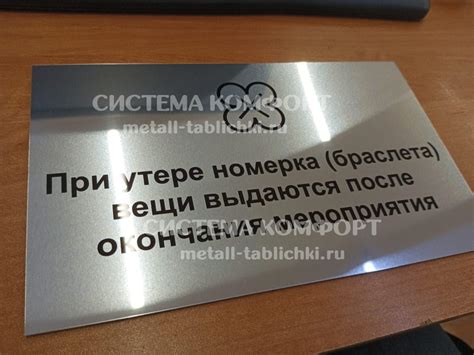 СИСТЕМА КОМФОРТ
metall-tablichki.ru
При утере номерка (браслета)
вещи выдаются после
окончания мероприятия
СИСТЕМА КОМФОРТ
metall-tablichki.ru